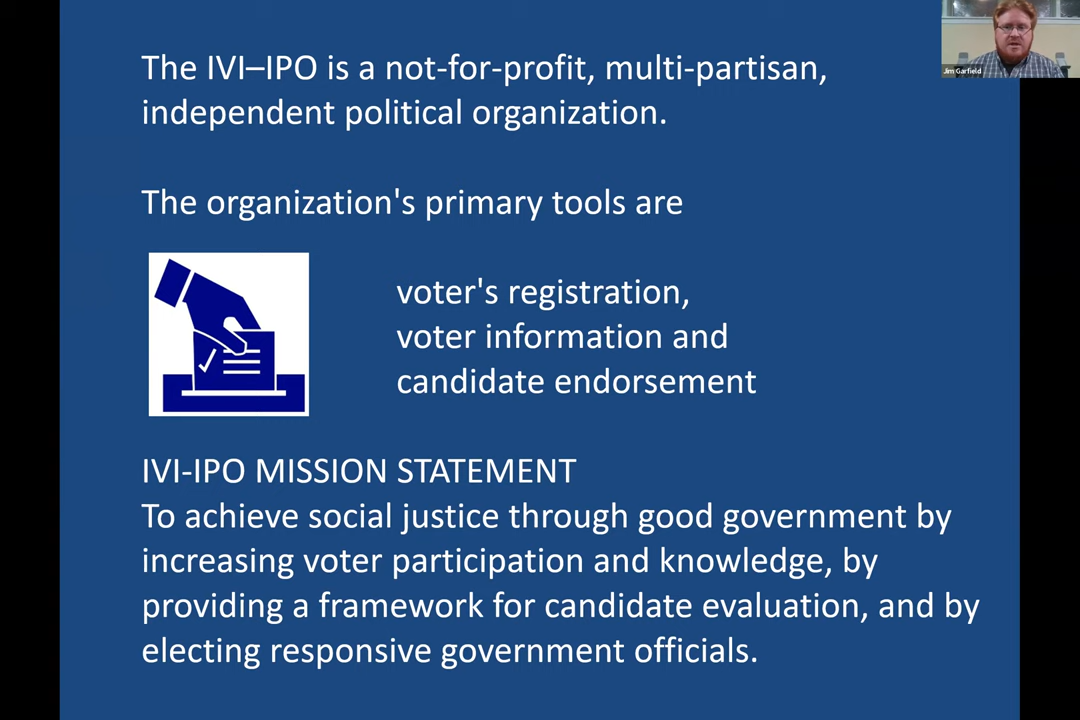 The IVI–IPO is a not-for-profit, multi-partisan,
independent political organization.
The organization's primary tools are
voter's registration,
voter information and
candidate endorsement
IVI-IPO MISSION STATEMENT
To achieve social justice through good government by
increasing voter participation and knowledge, by
providing a framework for candidate evaluation, and by
electing responsive government officials.
Jim Garfield